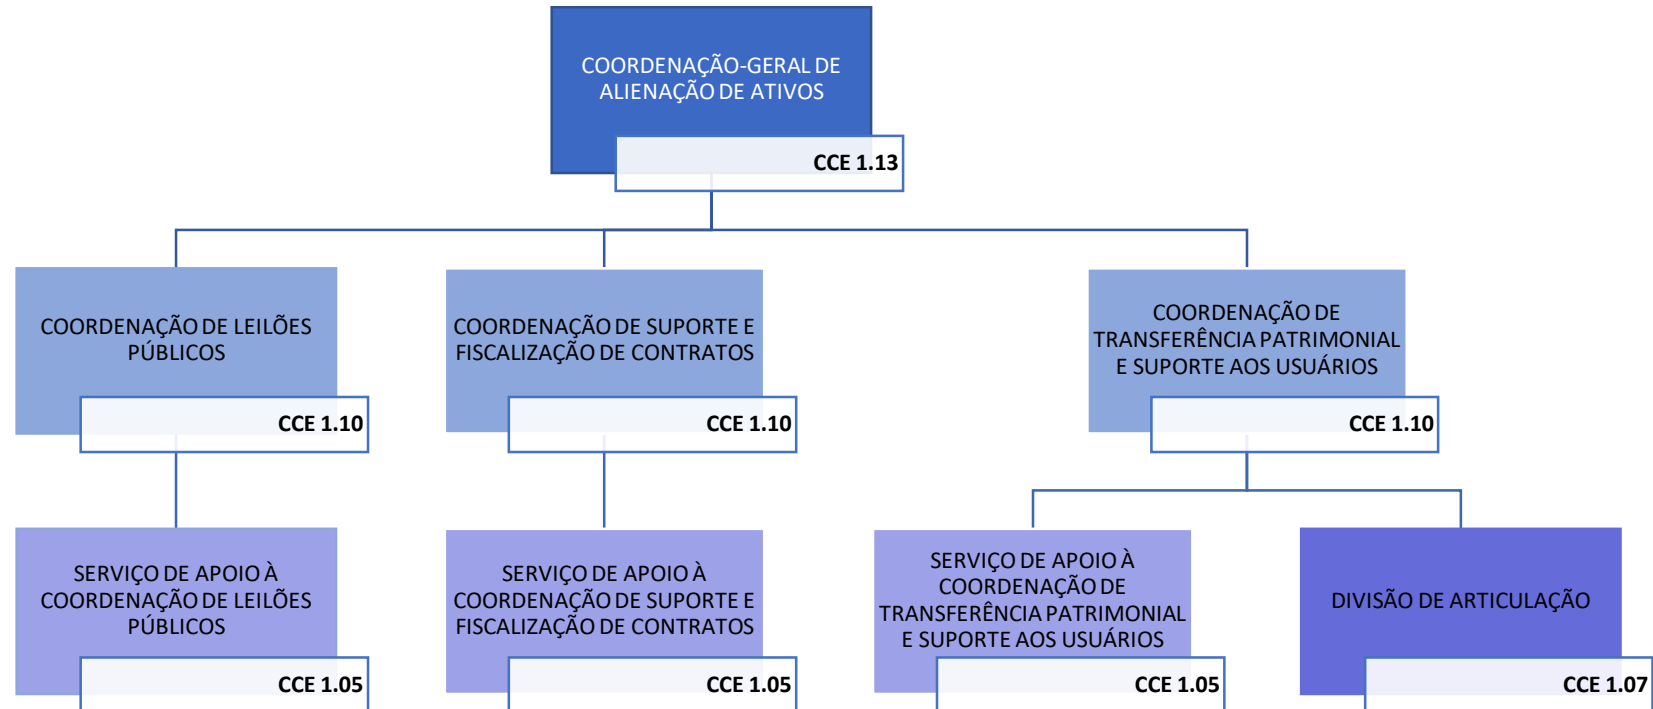 COORDENAÇÃO-GERAL DE
ALIENAÇÃO DE ATIVOS
CCE 1.13
COORDENAÇÃO DE LEILÕES
PÚBLICOS
CCE 1.10
COORDENAÇÃO DE SUPORTE E
FISCALIZAÇÃO DE CONTRATOS
CCE 1.10
COORDENAÇÃO DE
TRANSFERÊNCIA PATRIMONIAL
E SUPORTE AOS USUÁRIOS
CCE 1.10
SERVIÇO DE APOIO À
COORDENAÇÃO DE LEILÕES
PÚBLICOS
CCE 1.05
SERVIÇO DE APOIO À
COORDENAÇÃO DE SUPORTE E
FISCALIZAÇÃO DE CONTRATOS
CCE 1.05
SERVIÇO DE APOIO À
COORDENAÇÃO DE
TRANSFERÊNCIA PATRIMONIAL
E SUPORTE AOS USUÁRIOS
CCE 1.05
DIVISÃO DE ARTICULAÇÃO
CCE 1.07